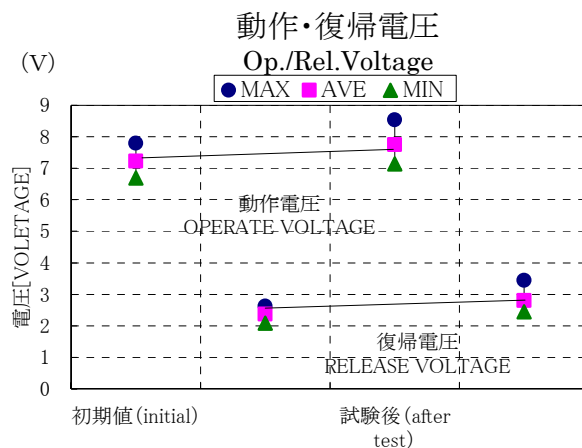 動作・復帰電圧
(V)
Op./Rel.Voltage
MAX AVE MIN
9
8
7
6
5
4
3
2
1
0
電圧[VOLETAGE]
動作電圧
OPERATE VOLTAGE
復帰電圧
RELEASE VOLTAGE
初期値(initial)
試験後(after
test)